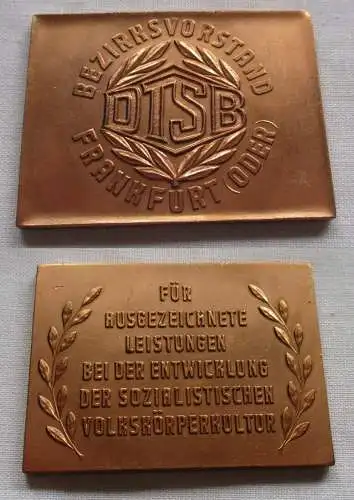 BEZIRKSVORSTAND
DTSB
FRANKFURT (ODER)
FÜR
AUSGEZEICHNETE
LEISTUNGEN
BEI DER ENTWICKLUNG
DER SOZIALISTISCHEN
VOLKSKÖRPERKULTUR